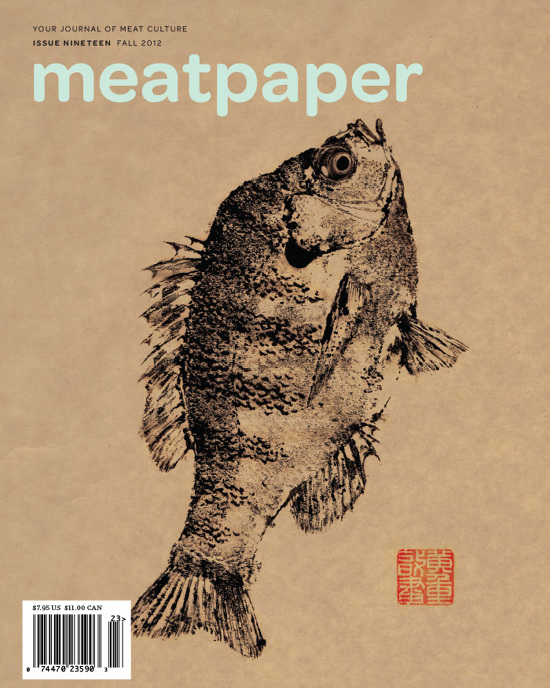 YOUR JOURNAL OF MEAT CULTURE
ISSUE NINETEEN FALL 2012
meatpaper
$7.95 US $11.00 CAN
23>
0 74470 23590 3